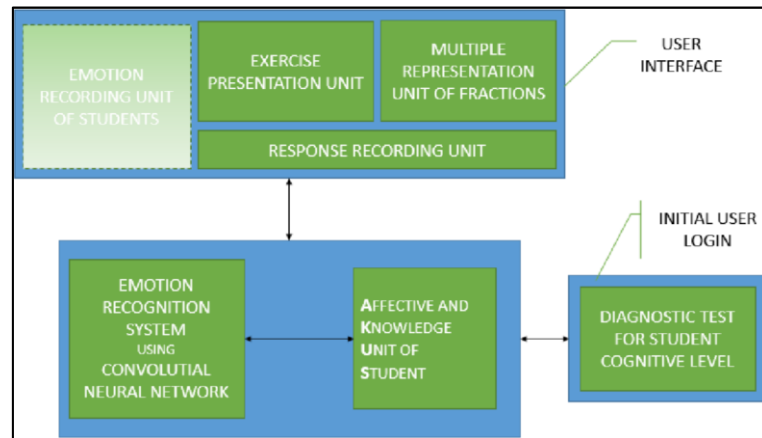 EMOTION
RECORDING UNIT
OF STUDENTS
EXERCISE
PRESENTATION UNIT
MULTIPLE
REPRESENTATION
UNIT OF FRACTIONS
RESPONSE RECORDING UNIT
USER
INTERFACE
EMOTION
RECOGNITION
SYSTEM
USING
CONVOLUTIAL
NEURAL NETWORK
AFFECTIVE AND
KNOWLEDGE
UNIT OF
STUDENT
INITIAL USER
LOGIN
DIAGNOSTIC TEST
FOR STUDENT
COGNITIVE LEVEL